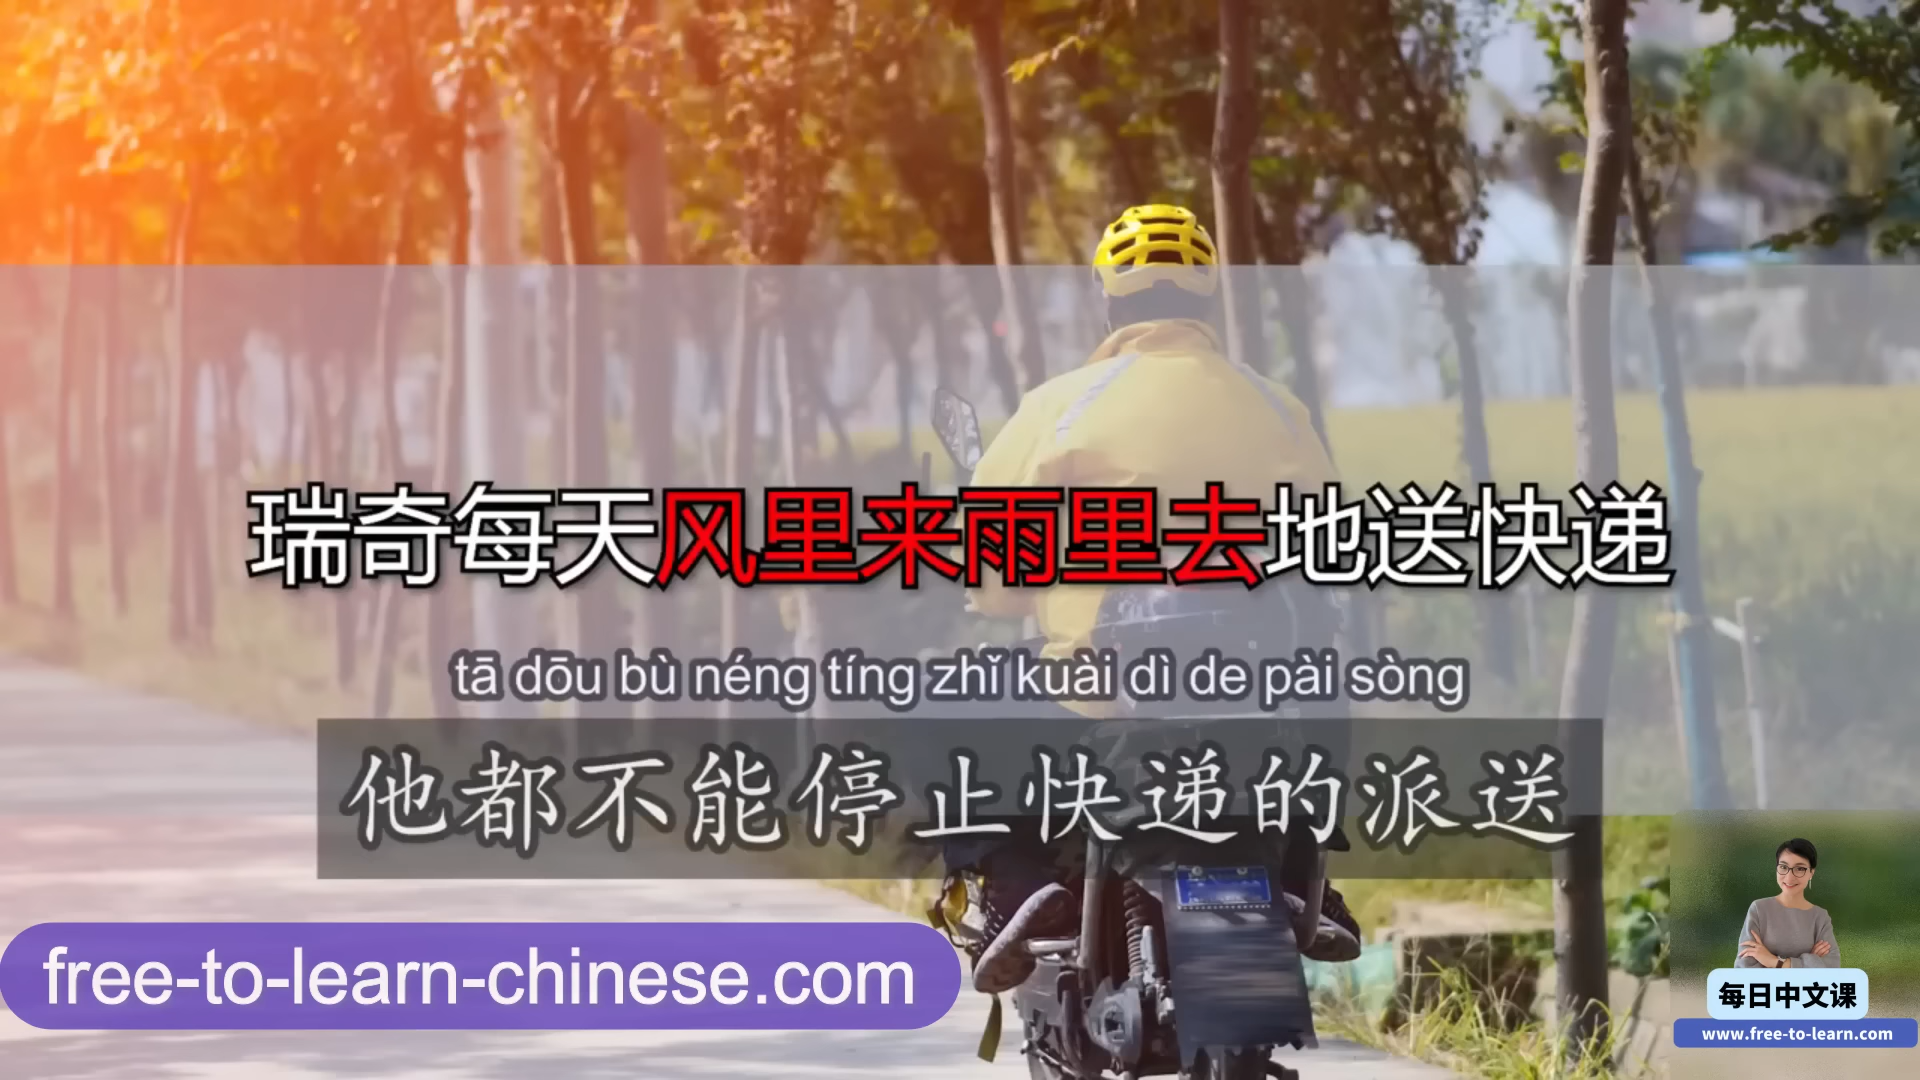 瑞奇每天风里来雨里去地送快递
tā dōu bù néng tíng zhǐ kuài dì de pài sòng
他都不能停止快递的派送
free-to-learn-chinese.com
每日中文课
www.free-to-learn.com